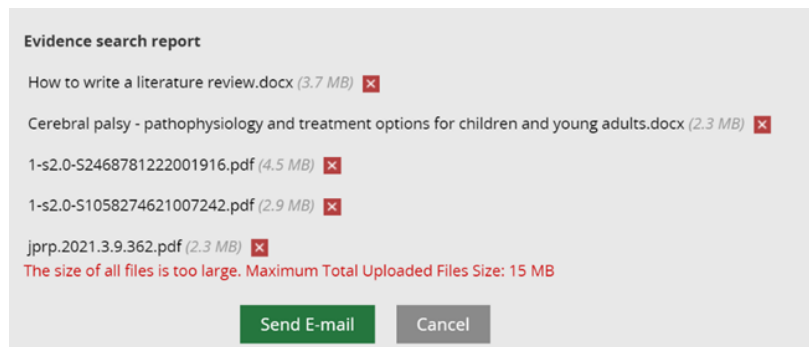 Evidence search report
How to write a literature review.docx (3.7 MB)
Cerebral palsy - pathophysiology and treatment options for children and young adults.docx (2.3 MB)
1-s2.0-S2468781222001916.pdf (4.5 MB)
1-s2.0-S1058274621007242.pdf (2.9 MB)
jprp.2021.3.9.362.pdf (2.3 MB)
The size of all files is too large. Maximum Total Uploaded Files Size: 15 MB
Send E-mail Cancel